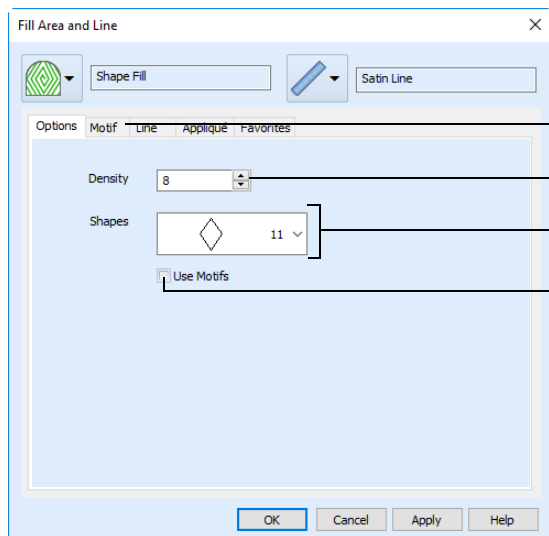 Fill Area and Line
Shape Fill
Satin Line
Options Motif Line Appliqué Favorites
Density 8
Shapes 11
Use Motifs
OK Cancel Apply Help